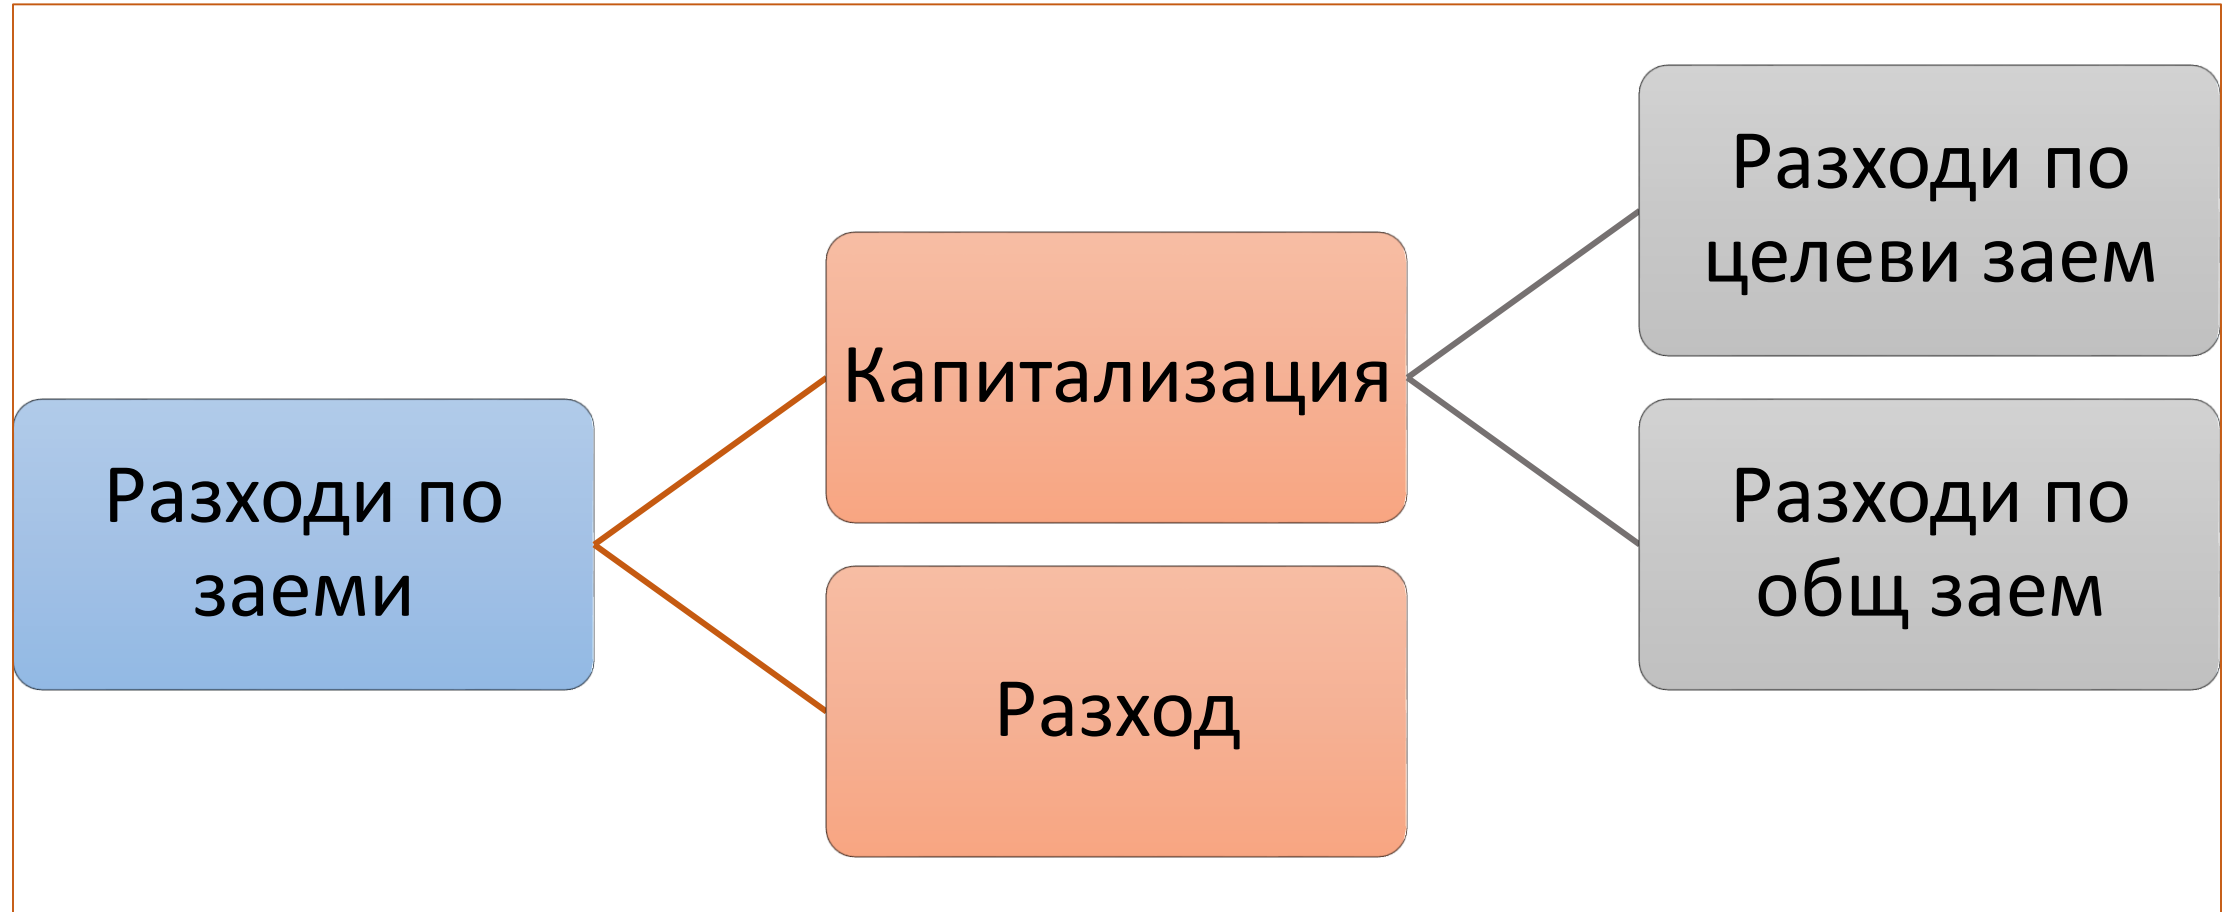 Разходи по
заеми
Капитализация
Разход
Разходи по
целеви заем
Разходи по
общ заем